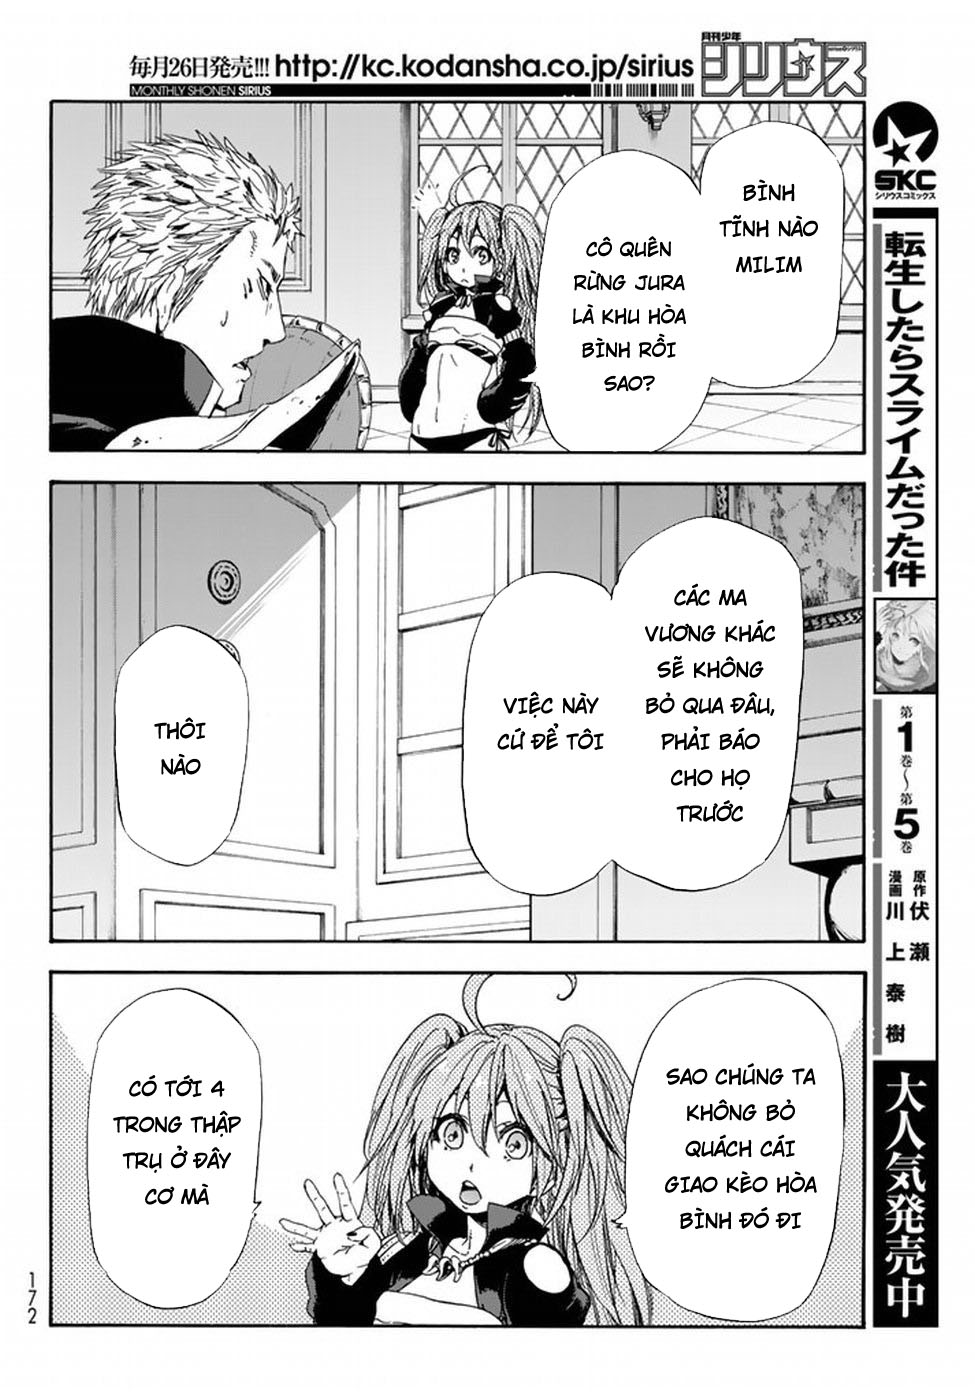 毎月26日発売!!! http://kc.kodansha.co.jp/sirius
MONTHLY SHONEN SIRIUS
月刊少年
シリウス
BÌNH
TĨNH NÀO
MILIM
CÔ QUÊN
RỪNG JURA
LÀ KHU HÒA
BÌNH RỒI
SAO?
CÁC MA
VƯƠNG KHÁC
SẼ KHÔNG
BỎ QUA ĐÂU,
PHẢI BÁO
CHO HỌ
TRƯỚC
VIỆC NÀY
CỨ ĐỂ TÔI
THÔI
NÀO
SAO CHÚNG TA
KHÔNG BỎ
QUÁCH CÁI
GIAO KÈO HÒA
BÌNH ĐÓ ĐI
CÓ TỚI 4
TRONG THẬP
TRỤ Ở ĐÂY
CƠ MÀ
SKC
シリウスコミックス
転生したらスライムだった件
第1巻～第5巻
原作 伏瀬
漫画 川上泰樹
大人気発売中
172